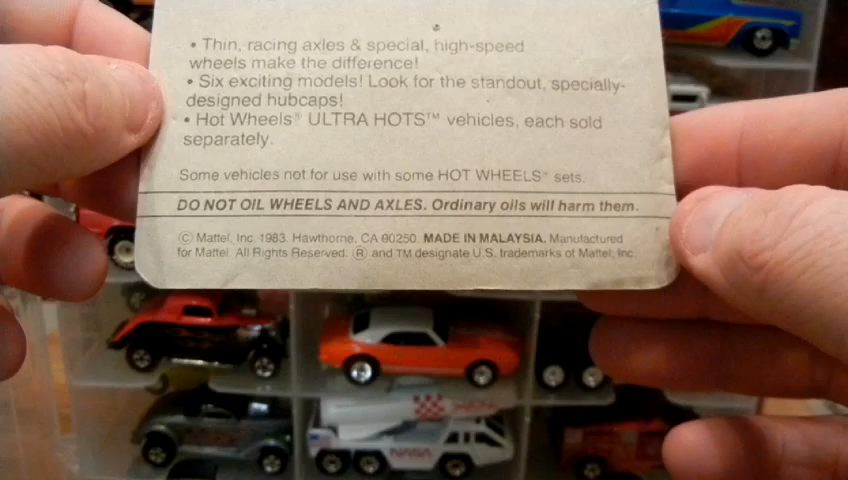 • Thin, racing axles & special, high-speed
wheels make the difference!
• Six exciting models! Look for the standout, specially-
designed hubcaps!
• Hot Wheels® ULTRA HOTS™ vehicles, each sold
separately.
Some vehicles not for use with some HOT WHEELS® sets.
DO NOT OIL WHEELS AND AXLES. Ordinary oils will harm them.
© Mattel, Inc. 1983. Hawthorne, CA 90250. MADE IN MALAYSIA. Manufactured
for Mattel. All Rights Reserved. ® and TM designate U.S. trademarks of Mattel, Inc.
NASA